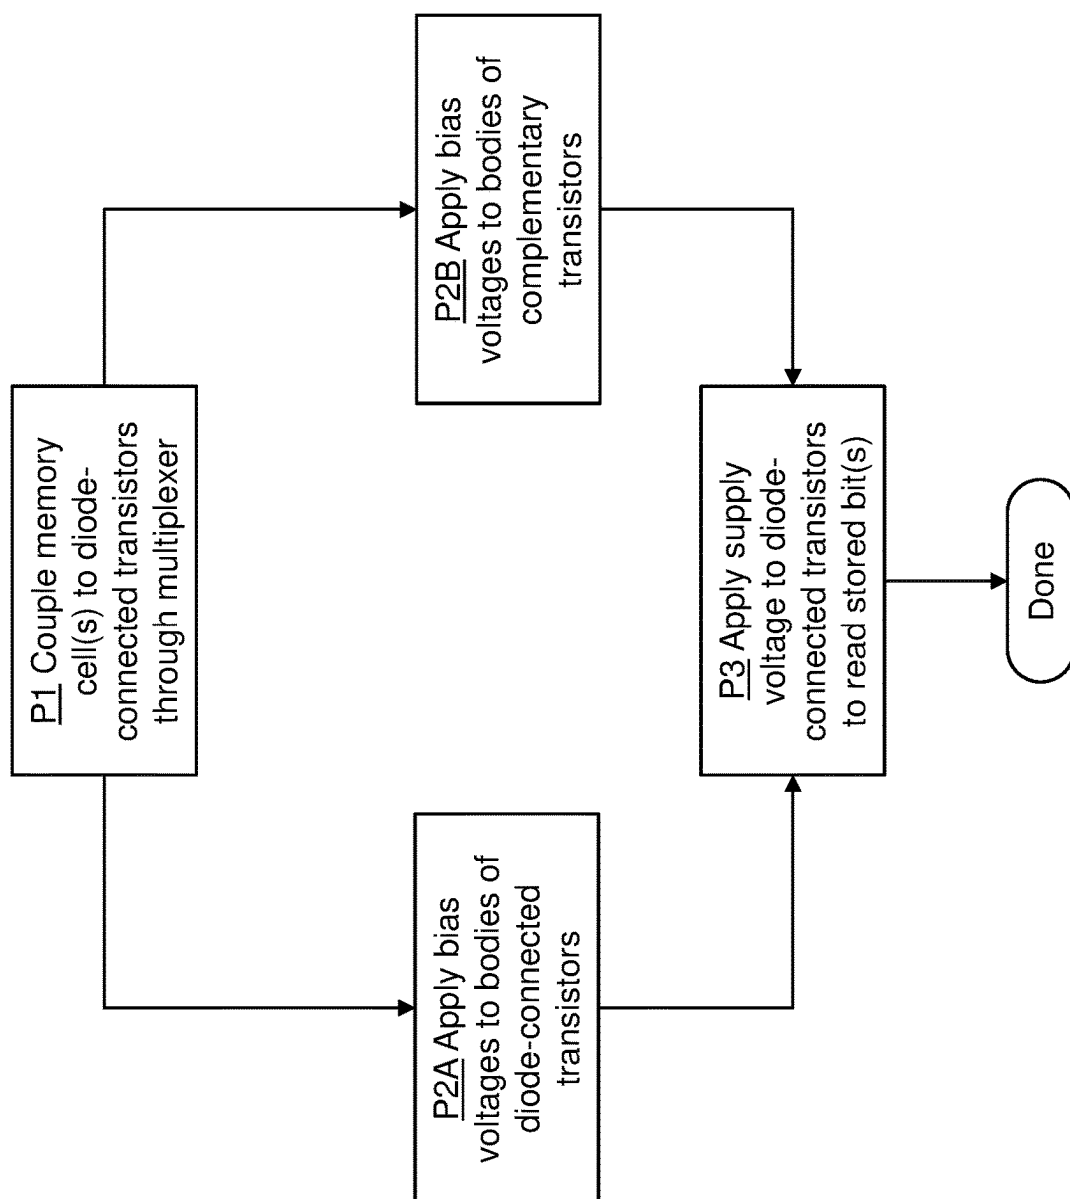 P1 Couple memory
cell(s) to diode-
connected transistors
through multiplexer
P2A Apply bias
voltages to bodies of
diode-connected
transistors
P2B Apply bias
voltages to bodies of
complementary
transistors
P3 Apply supply
voltage to diode-
connected transistors
to read stored bit(s)
Done